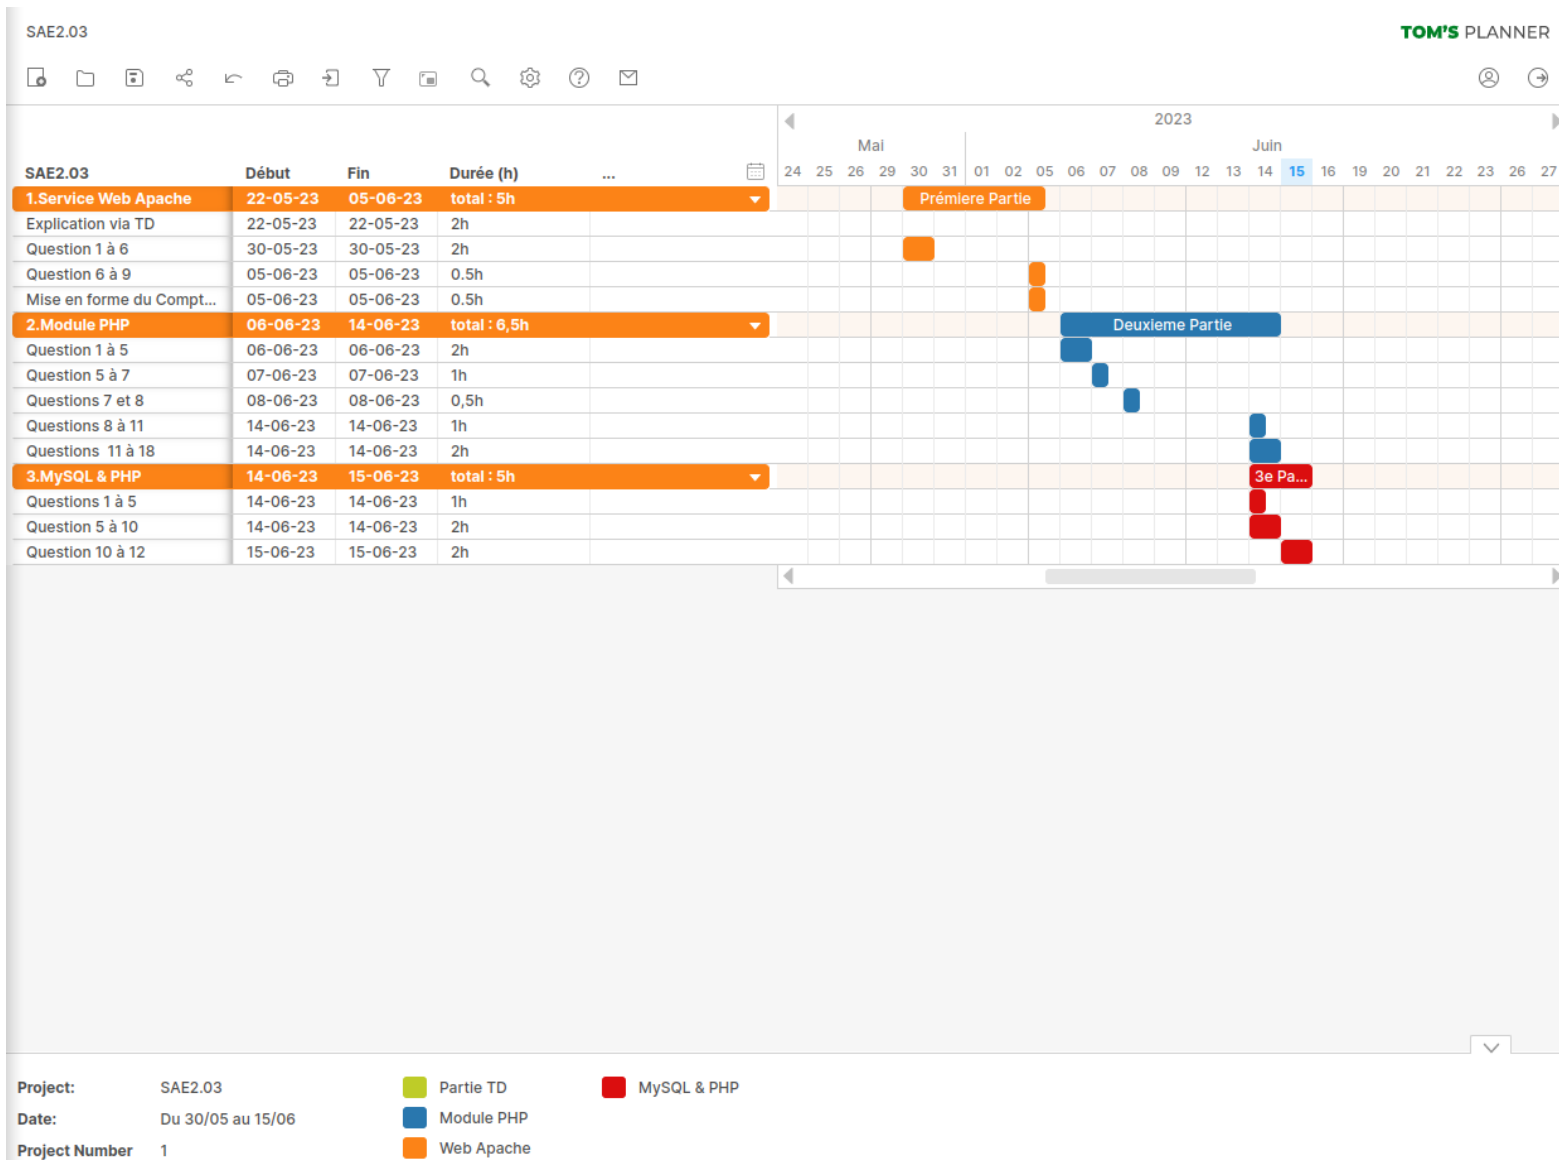 SAE2.03
TOM'S PLANNER
2023
Mai Juin
SAE2.03 Début Fin Durée (h) ... 24 25 26 29 30 31 01 02 05 06 07 08 09 12 13 14 15 16 19 20 21 22 23 26 27
1.Service Web Apache 22-05-23 05-06-23 total : 5h Prémiere Partie
Explication via TD 22-05-23 22-05-23 2h
Question 1 à 6 30-05-23 30-05-23 2h
Question 6 à 9 05-06-23 05-06-23 0.5h
Mise en forme du Compt... 05-06-23 05-06-23 0.5h
2.Module PHP 06-06-23 14-06-23 total : 6,5h Deuxieme Partie
Question 1 à 5 06-06-23 06-06-23 2h
Question 5 à 7 07-06-23 07-06-23 1h
Questions 7 et 8 08-06-23 08-06-23 0,5h
Questions 8 à 11 14-06-23 14-06-23 1h
Questions 11 à 18 14-06-23 14-06-23 2h
3.MySQL & PHP 14-06-23 15-06-23 total : 5h 3e Pa...
Questions 1 à 5 14-06-23 14-06-23 1h
Question 5 à 10 14-06-23 14-06-23 2h
Question 10 à 12 15-06-23 15-06-23 2h
Project: SAE2.03 Partie TD MySQL & PHP
Date: Du 30/05 au 15/06 Module PHP
Project Number 1 Web Apache